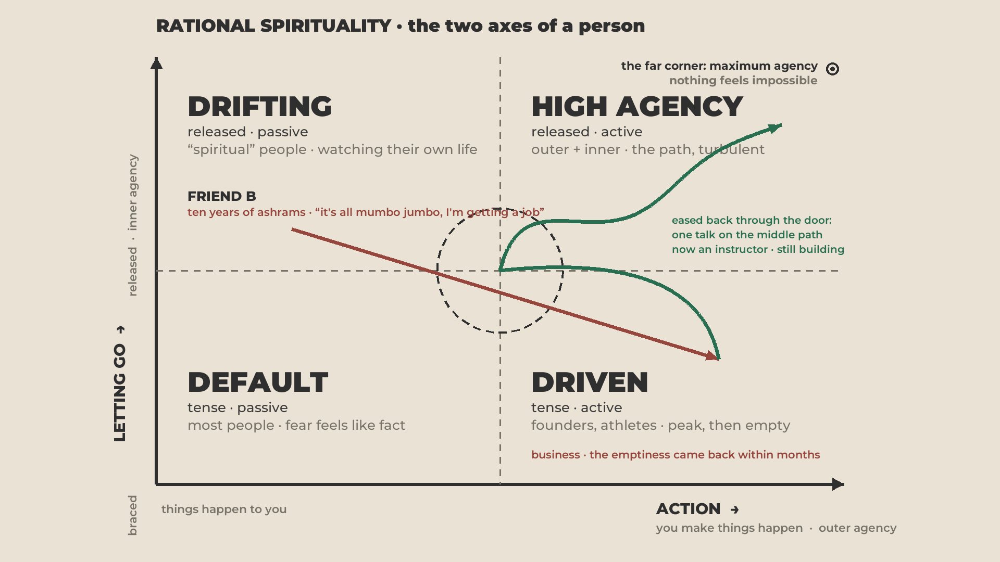 RATIONAL SPIRITUALITY · the two axes of a person
the far corner: maximum agency
nothing feels impossible
DRIFTING
released · passive
“spiritual” people · watching their own life
HIGH AGENCY
released · active
outer + inner · the path, turbulent
FRIEND B
ten years of ashrams · “it's all mumbo jumbo, I'm getting a job”
eased back through the door:
one talk on the middle path
now an instructor · still building
released · inner agency
LETTING GO →
braced
DEFAULT
tense · passive
most people · fear feels like fact
DRIVEN
tense · active
founders, athletes · peak, then empty
business · the emptiness came back within months
things happen to you
ACTION →
you make things happen · outer agency